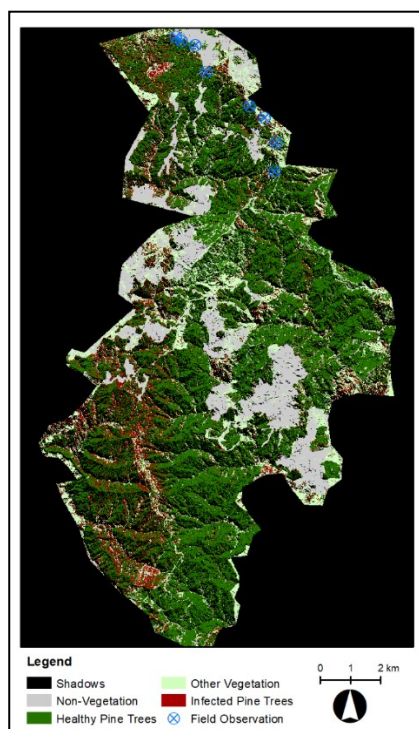 Legend
Shadows
Other Vegetation
0 1 2 km
Non-Vegetation
Infected Pine Trees
Healthy Pine Trees
Field Observation